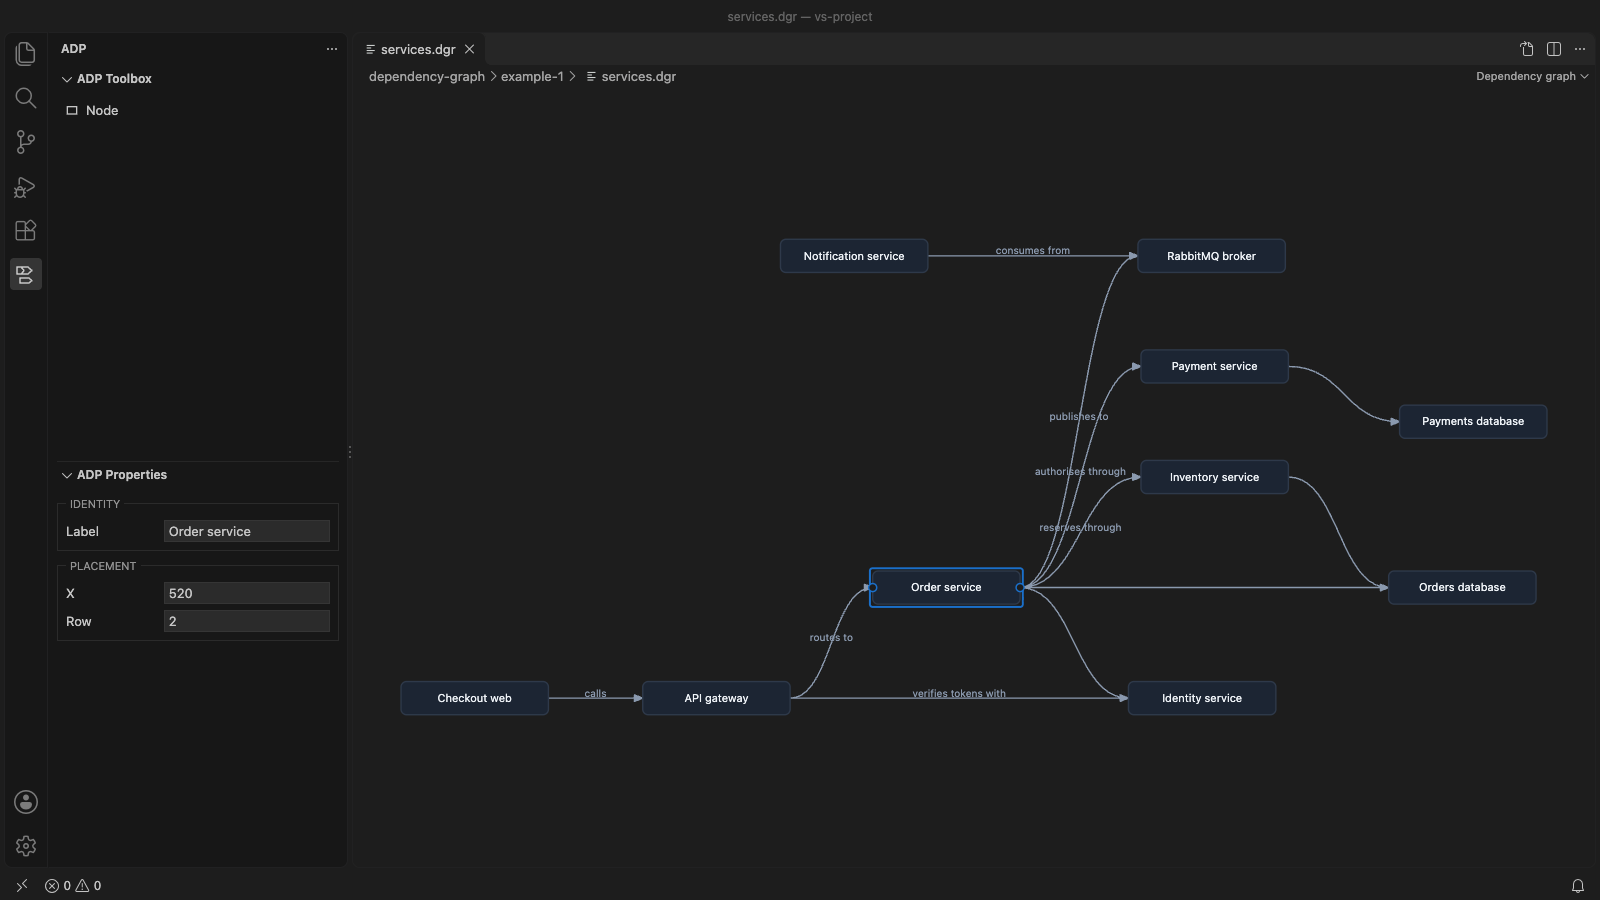 services.dgr — vs-project
ADP
ADP Toolbox
Node
services.dgr
dependency-graph
example-1
services.dgr
Dependency graph
Notification service
consumes from
RabbitMQ broker
Payment service
publishes to
Payments database
authorises through
Inventory service
reserves through
Order service
Orders database
routes to
Checkout web
calls
API gateway
verifies tokens with
Identity service
ADP Properties
IDENTITY
Label
Order service
PLACEMENT
X
520
Row
2
0
0